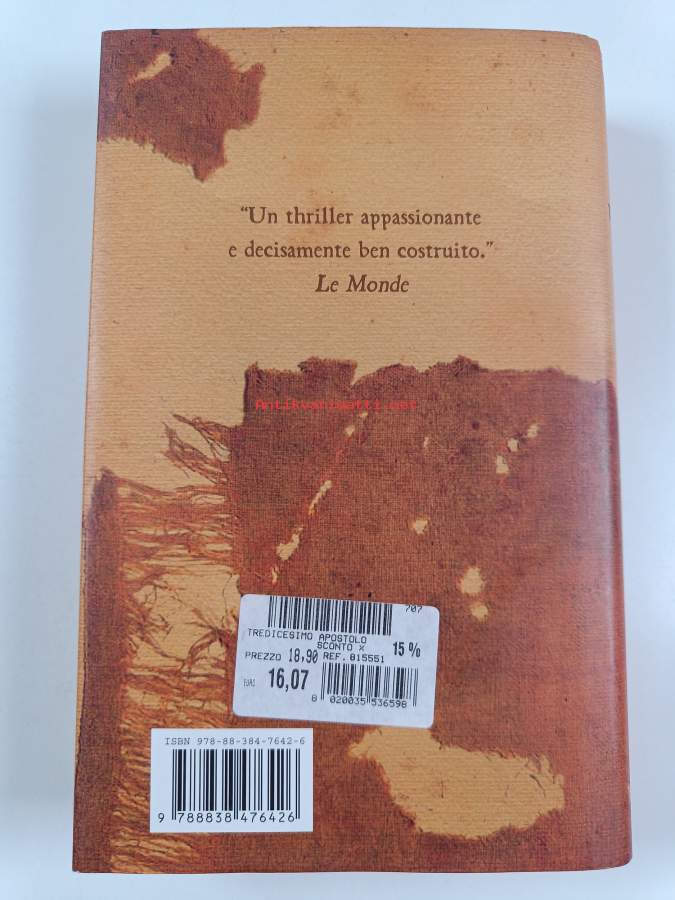 “Un thriller appassionante
e decisamente ben costruito.”
Le Monde
Antikvariaatti.net
707
TREDICESIMO APOSTOLO
SCONTO % 15 %
PREZZO 18,90 REF. 815551
16,07
8 020035 536598
ISBN 978-88-384-7642-6
9 788838 476426